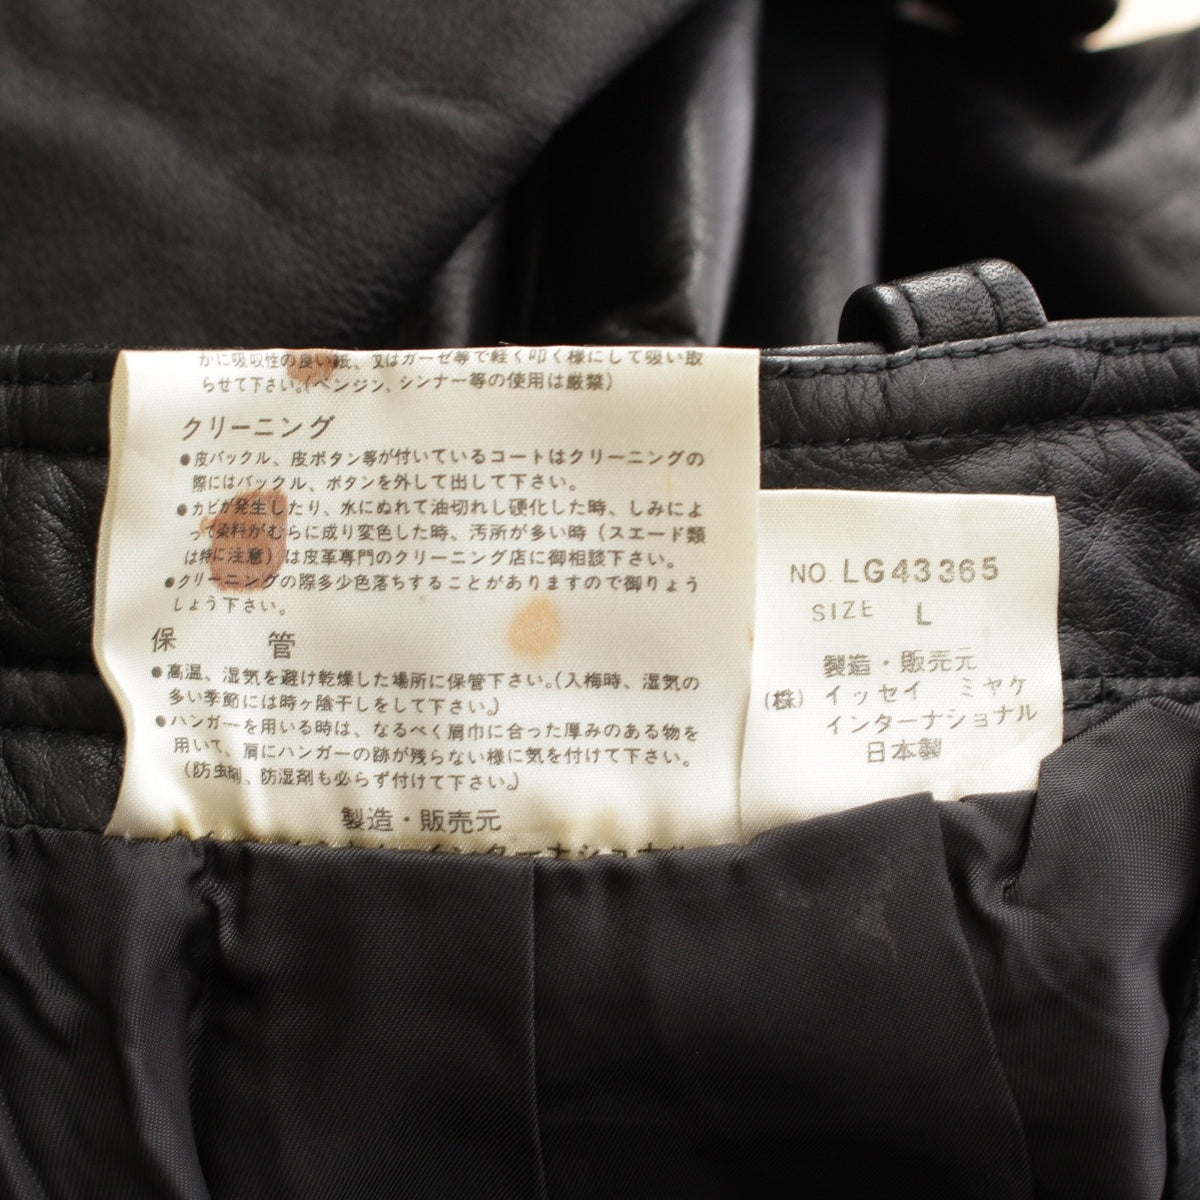 かに吸収性の良い紙、又はガーゼ等で軽く叩く様にして吸い取
らせて下さい。(ベンジン、シンナー等の使用は厳禁)
クリーニング
●皮バックル、皮ボタン等が付いているコートはクリーニングの
際にはバックル、ボタンを外して出して下さい。
●カビが発生したり、水にぬれて油切れし硬化した時、しみによ
って染料がむらに成り変色した時、汚所が多い時(スエード類
は特に注意)は皮革専門のクリーニング店に御相談下さい。
●クリーニングの際多少色落ちすることがありますので御りょう
しょう下さい。
保 管
●高温、湿気を避け乾燥した場所に保管下さい。(入梅時、湿気の
多い季節には時々陰干しをして下さい。)
●ハンガーを用いる時は、なるべく肩巾に合った厚みのある物を
用いて、肩にハンガーの跡が残らない様に気を付けて下さい。
(防虫剤、防湿剤も必らず付けて下さい。)
製造・販売元
インターナショナル
NO. LG43365
SIZE L
製造・販売元
(株) イッセイ ミヤケ
インターナショナル
日本製